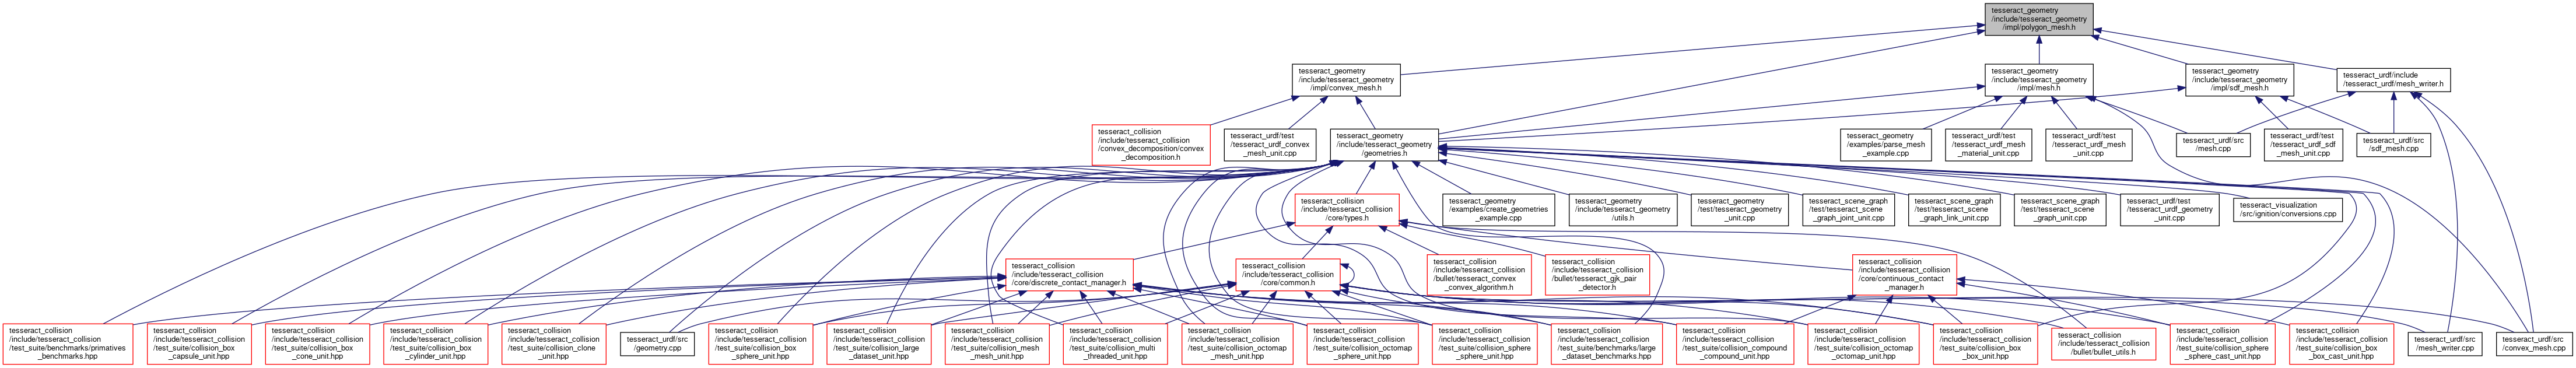 tesseract_geometry
/include/tesseract_geometry
/impl/polygon_mesh.h
tesseract_geometry
/include/tesseract_geometry
/impl/convex_mesh.h
tesseract_geometry
/include/tesseract_geometry
/impl/mesh.h
tesseract_geometry
/include/tesseract_geometry
/impl/sdf_mesh.h
tesseract_urdf/include
/tesseract_urdf/mesh_writer.h
tesseract_collision
/include/tesseract_collision
/convex_decomposition/convex
_decomposition.h
tesseract_urdf/test
/tesseract_urdf_convex
_mesh_unit.cpp
tesseract_geometry
/include/tesseract_geometry
/geometries.h
tesseract_geometry
/examples/parse_mesh
_example.cpp
tesseract_urdf/test
/tesseract_urdf_mesh
_material_unit.cpp
tesseract_urdf/test
/tesseract_urdf_mesh
_unit.cpp
tesseract_urdf/src
/mesh.cpp
tesseract_urdf/test
/tesseract_urdf_sdf
_mesh_unit.cpp
tesseract_urdf/src
/sdf_mesh.cpp
tesseract_collision
/include/tesseract_collision
/core/types.h
tesseract_geometry
/examples/create_geometries
_example.cpp
tesseract_geometry
/include/tesseract_geometry
/utils.h
tesseract_geometry
/test/tesseract_geometry
_unit.cpp
tesseract_scene_graph
/test/tesseract_scene
_graph_joint_unit.cpp
tesseract_scene_graph
/test/tesseract_scene
_graph_link_unit.cpp
tesseract_scene_graph
/test/tesseract_scene
_graph_unit.cpp
tesseract_urdf/test
/tesseract_urdf_geometry
_unit.cpp
tesseract_visualization
/src/ignition/conversions.cpp
tesseract_collision
/include/tesseract_collision
/core/discrete_contact_manager.h
tesseract_collision
/include/tesseract_collision
/core/common.h
tesseract_collision
/include/tesseract_collision
/bullet/tesseract_convex
_convex_algorithm.h
tesseract_collision
/include/tesseract_collision
/bullet/tesseract_gjk_pair
_detector.h
tesseract_collision
/include/tesseract_collision
/core/continuous_contact
_manager.h
tesseract_collision
/include/tesseract_collision
/test_suite/benchmarks/primatives
_benchmarks.hpp
tesseract_collision
/include/tesseract_collision
/test_suite/collision_box
_capsule_unit.hpp
tesseract_collision
/include/tesseract_collision
/test_suite/collision_box
_cone_unit.hpp
tesseract_collision
/include/tesseract_collision
/test_suite/collision_box
_cylinder_unit.hpp
tesseract_collision
/include/tesseract_collision
/test_suite/collision_clone
_unit.hpp
tesseract_urdf/src
/geometry.cpp
tesseract_collision
/include/tesseract_collision
/test_suite/collision_box
_sphere_unit.hpp
tesseract_collision
/include/tesseract_collision
/test_suite/collision_large
_dataset_unit.hpp
tesseract_collision
/include/tesseract_collision
/test_suite/collision_mesh
_mesh_unit.hpp
tesseract_collision
/include/tesseract_collision
/test_suite/collision_multi
_threaded_unit.hpp
tesseract_collision
/include/tesseract_collision
/test_suite/collision_octomap
_mesh_unit.hpp
tesseract_collision
/include/tesseract_collision
/test_suite/collision_octomap
_sphere_unit.hpp
tesseract_collision
/include/tesseract_collision
/test_suite/collision_sphere
_sphere_unit.hpp
tesseract_collision
/include/tesseract_collision
/test_suite/benchmarks/large
_dataset_benchmarks.hpp
tesseract_collision
/include/tesseract_collision
/test_suite/collision_compound
_compound_unit.hpp
tesseract_collision
/include/tesseract_collision
/test_suite/collision_octomap
_octomap_unit.hpp
tesseract_collision
/include/tesseract_collision
/test_suite/collision_box
_box_unit.hpp
tesseract_collision
/include/tesseract_collision
/bullet/bullet_utils.h
tesseract_collision
/include/tesseract_collision
/test_suite/collision_sphere
_sphere_cast_unit.hpp
tesseract_collision
/include/tesseract_collision
/test_suite/collision_box
_box_cast_unit.hpp
tesseract_urdf/src
/mesh_writer.cpp
tesseract_urdf/src
/convex_mesh.cpp